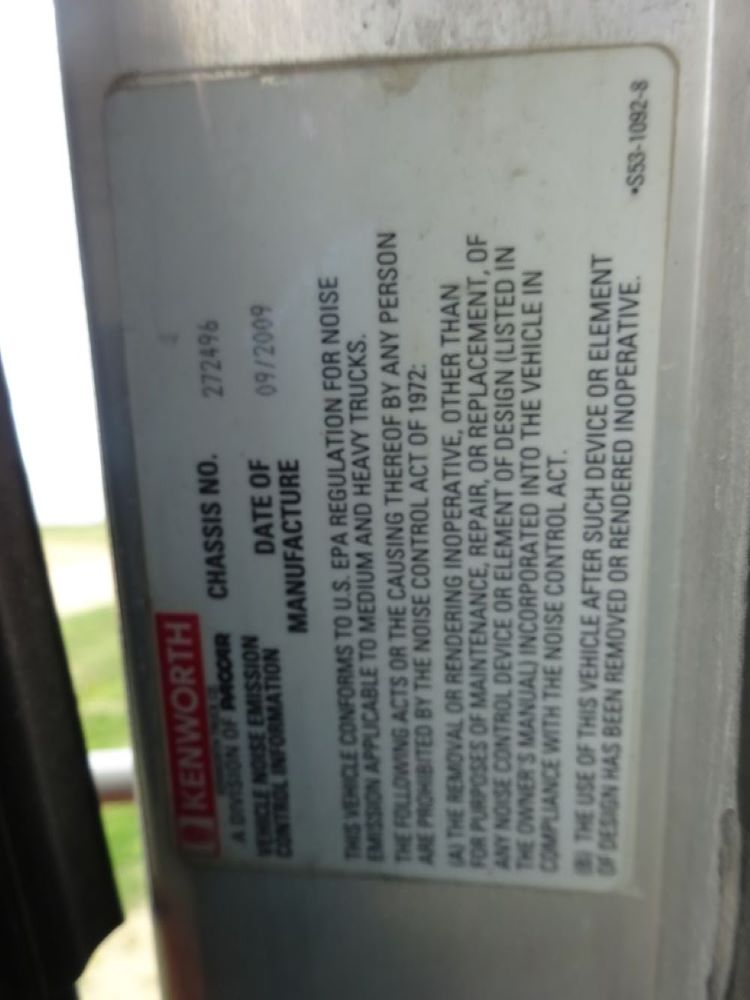 KENWORTH
A DIVISION OF PACCAR
VEHICLE NOISE EMISSION
CONTROL INFORMATION
CHASSIS NO. 272496
DATE OF
MANUFACTURE
09/2009
THIS VEHICLE CONFORMS TO U.S. EPA REGULATION FOR NOISE
EMISSION APPLICABLE TO MEDIUM AND HEAVY TRUCKS.
THE FOLLOWING ACTS OR THE CAUSING THEREOF BY ANY PERSON
ARE PROHIBITED BY THE NOISE CONTROL ACT OF 1972:
(A) THE REMOVAL OR RENDERING INOPERATIVE, OTHER THAN
FOR PURPOSES OF MAINTENANCE, REPAIR, OR REPLACEMENT, OF
ANY NOISE CONTROL DEVICE OR ELEMENT OF DESIGN (LISTED IN
THE OWNER'S MANUAL) INCORPORATED INTO THE VEHICLE IN
COMPLIANCE WITH THE NOISE CONTROL ACT.
(B) THE USE OF THIS VEHICLE AFTER SUCH DEVICE OR ELEMENT
OF DESIGN HAS BEEN REMOVED OR RENDERED INOPERATIVE.
•S53-1092-8